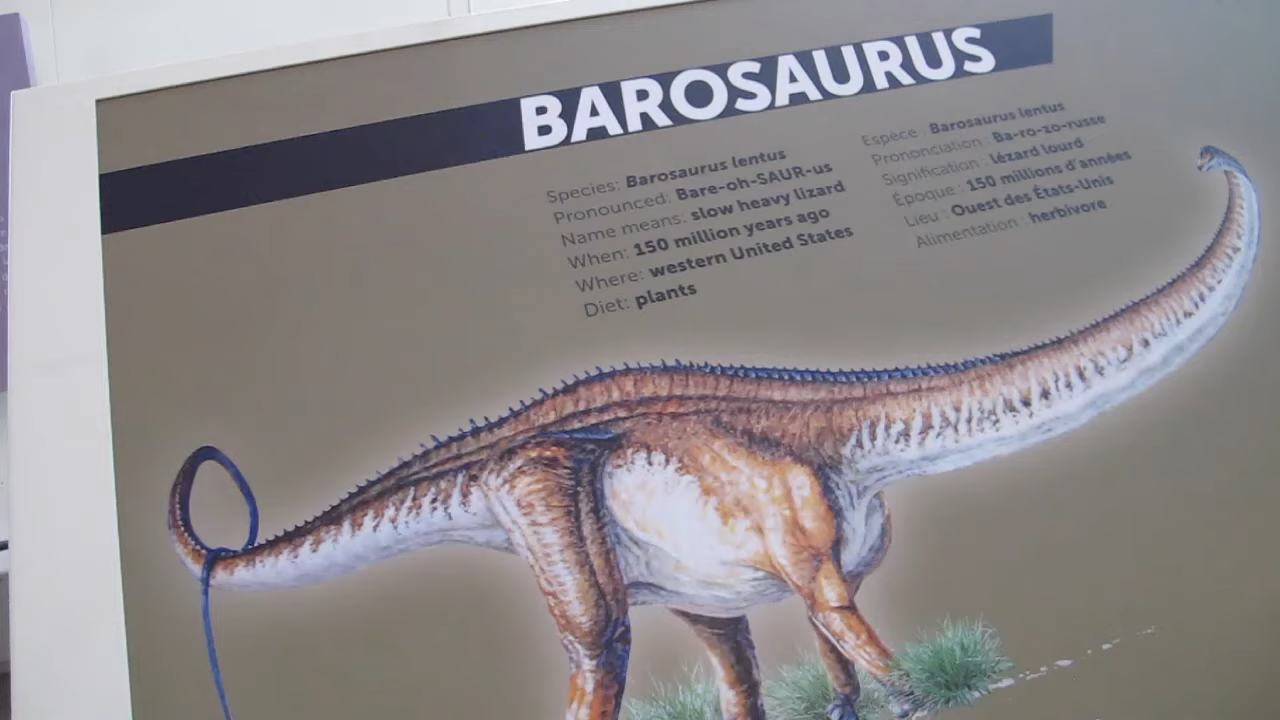 BAROSAURUS
Species: Barosaurus lentus
Pronounced: Bare-oh-SAUR-us
Name means: slow heavy lizard
When: 150 million years ago
Where: western United States
Diet: plants
Espèce : Barosaurus lentus
Prononciation : Ba-ro-zo-russe
Signification : lézard lourd
Époque : 150 millions d'années
Lieu : Ouest des États-Unis
Alimentation : herbivore